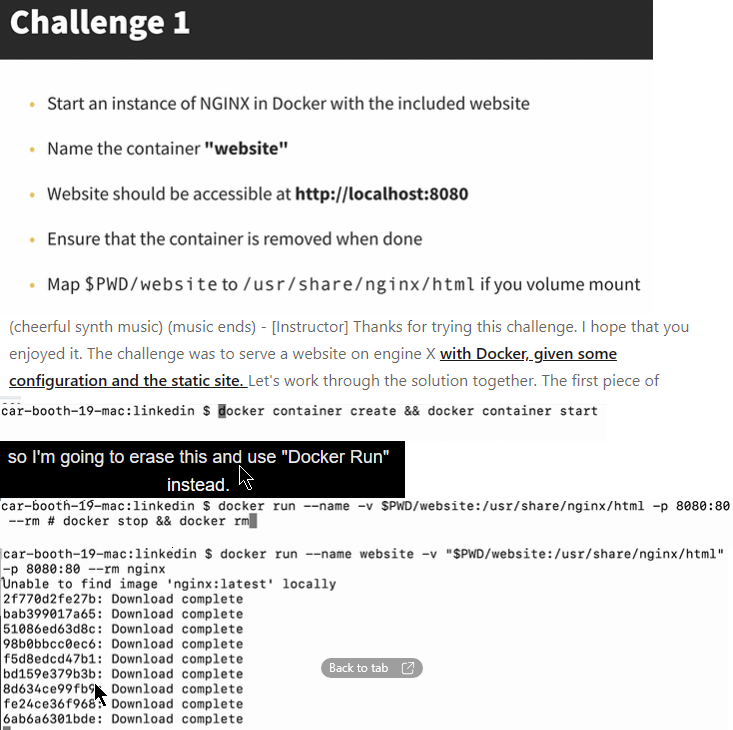 Challenge 1
Start an instance of NGINX in Docker with the included website
Name the container "website"
Website should be accessible at http://localhost:8080
Ensure that the container is removed when done
Map $PWD/website to /usr/share/nginx/html if you volume mount
(cheerful synth music) (music ends) - [Instructor] Thanks for trying this challenge. I hope that you
enjoyed it. The challenge was to serve a website on engine X with Docker, given some
configuration and the static site. Let's work through the solution together. The first piece of
car-booth-19-mac:linkedin $ docker container create && docker container start
so I'm going to erase this and use "Docker Run"
instead.
car-booth-19-mac:linkedin $ docker run --name -v $PWD/website:/usr/share/nginx/html -p 8080:80
--rm # docker stop && docker rm
car-booth-19-mac:linkedin $ docker run --name website -v "$PWD/website:/usr/share/nginx/html"
-p 8080:80 --rm nginx
Unable to find image 'nginx:latest' locally
2f770d2fe27b: Download complete
bab399017a65: Download complete
51086ed63d8c: Download complete
98b0bbcc0ec6: Download complete
f5d8edcd47b1: Download complete
Back to tab
bd159e379b3b: Download complete
Download complete
fe24ce36f968: Download complete
6ab6a6301bde: Download complete